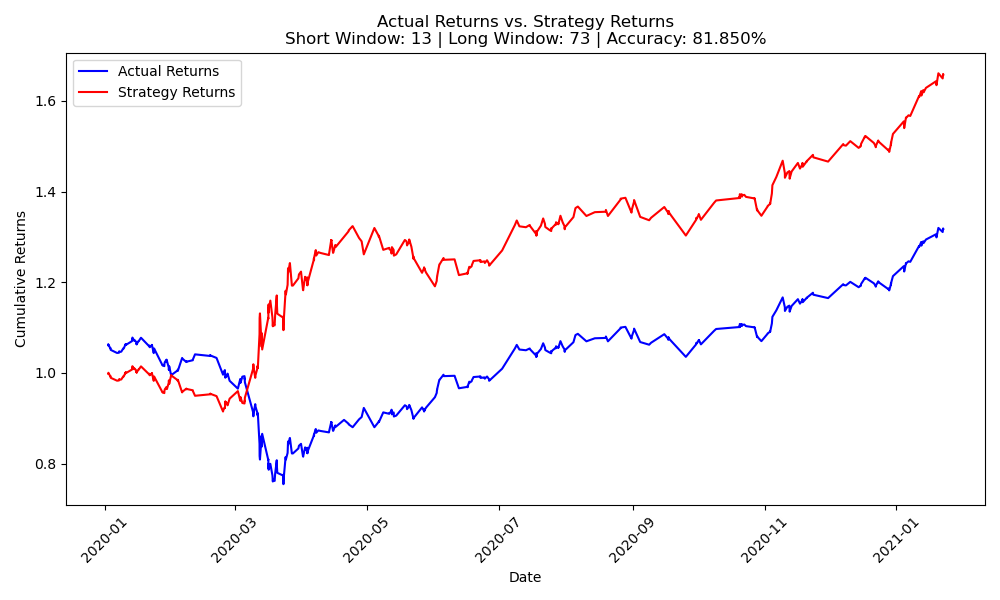 Actual Returns vs. Strategy Returns
Short Window: 13 | Long Window: 73 | Accuracy: 81.850%
Actual Returns
Strategy Returns
Cumulative Returns
1.6
1.4
1.2
1.0
0.8
2020-01
2020-03
2020-05
2020-07
2020-09
2020-11
2021-01
Date